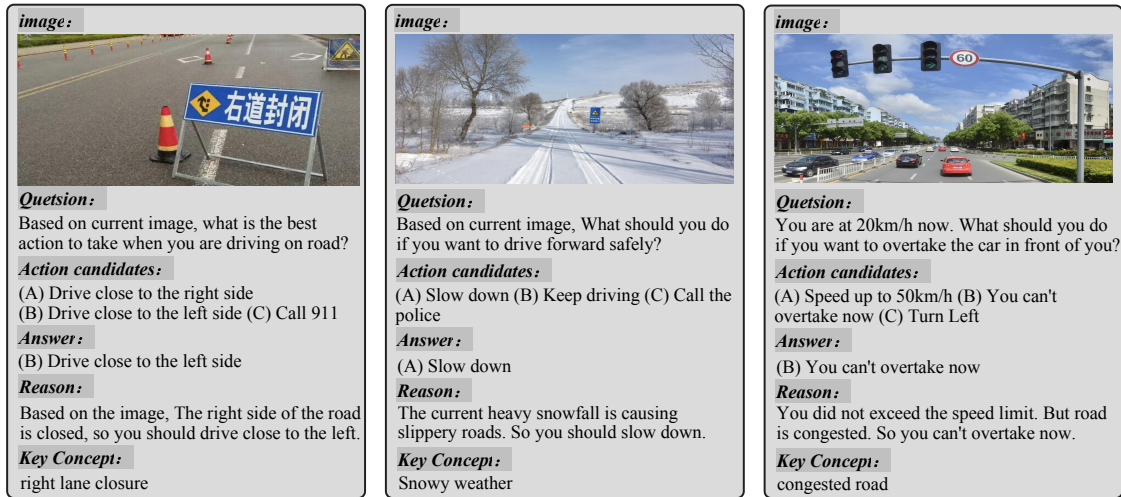 image:
右道封闭
Quetsion:
Based on current image, what is the best
action to take when you are driving on road?
Action candidates:
(A) Drive close to the right side
(B) Drive close to the left side (C) Call 911
Answer:
(B) Drive close to the left side
Reason:
Based on the image, The right side of the road
is closed, so you should drive close to the left.
Key Concept:
right lane closure
image:
Quetsion:
Based on current image, What should you do
if you want to drive forward safely?
Action candidates:
(A) Slow down (B) Keep driving (C) Call the
police
Answer:
(A) Slow down
Reason:
The current heavy snowfall is causing
slippery roads. So you should slow down.
Key Concept:
Snowy weather
image:
60
Quetsion:
You are at 20km/h now. What should you do
if you want to overtake the car in front of you?
Action candidates:
(A) Speed up to 50km/h (B) You can't
overtake now (C) Turn Left
Answer:
(B) You can't overtake now
Reason:
You did not exceed the speed limit. But road
is congested. So you can't overtake now.
Key Concept:
congested road